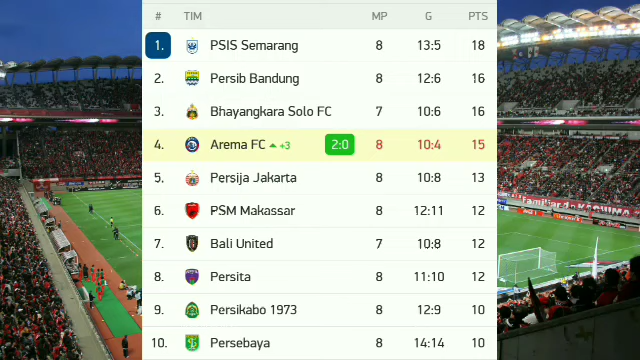 # TIM MP G PTS
1. PSIS Semarang 8 13:5 18
2. Persib Bandung 8 12:6 16
3. Bhayangkara Solo FC 7 10:6 16
4. Arema FC +3 2:0 8 10:4 15
5. Persija Jakarta 8 10:8 13
6. PSM Makassar 8 12:11 12
7. Bali United 7 10:8 12
8. Persita 8 11:10 12
9. Persikabo 1973 8 12:9 10
10. Persebaya 8 14:14 10